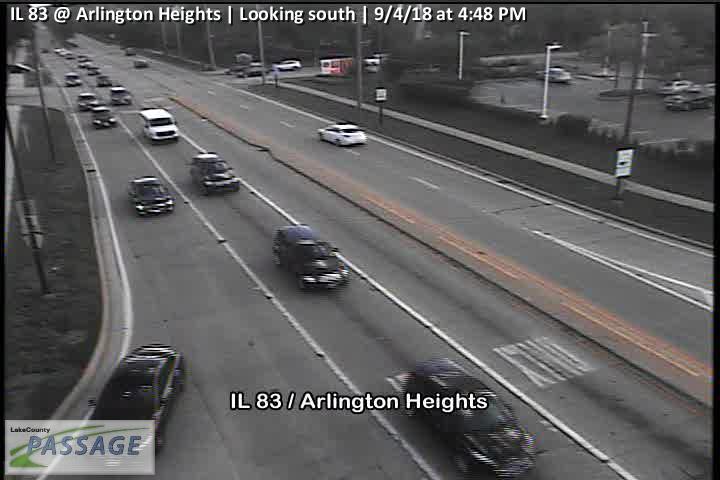 IL 83 @ Arlington Heights | Looking south | 9/4/18 at 4:48 PM
IL 83 / Arlington Heights
LakeCounty
PASSAGE